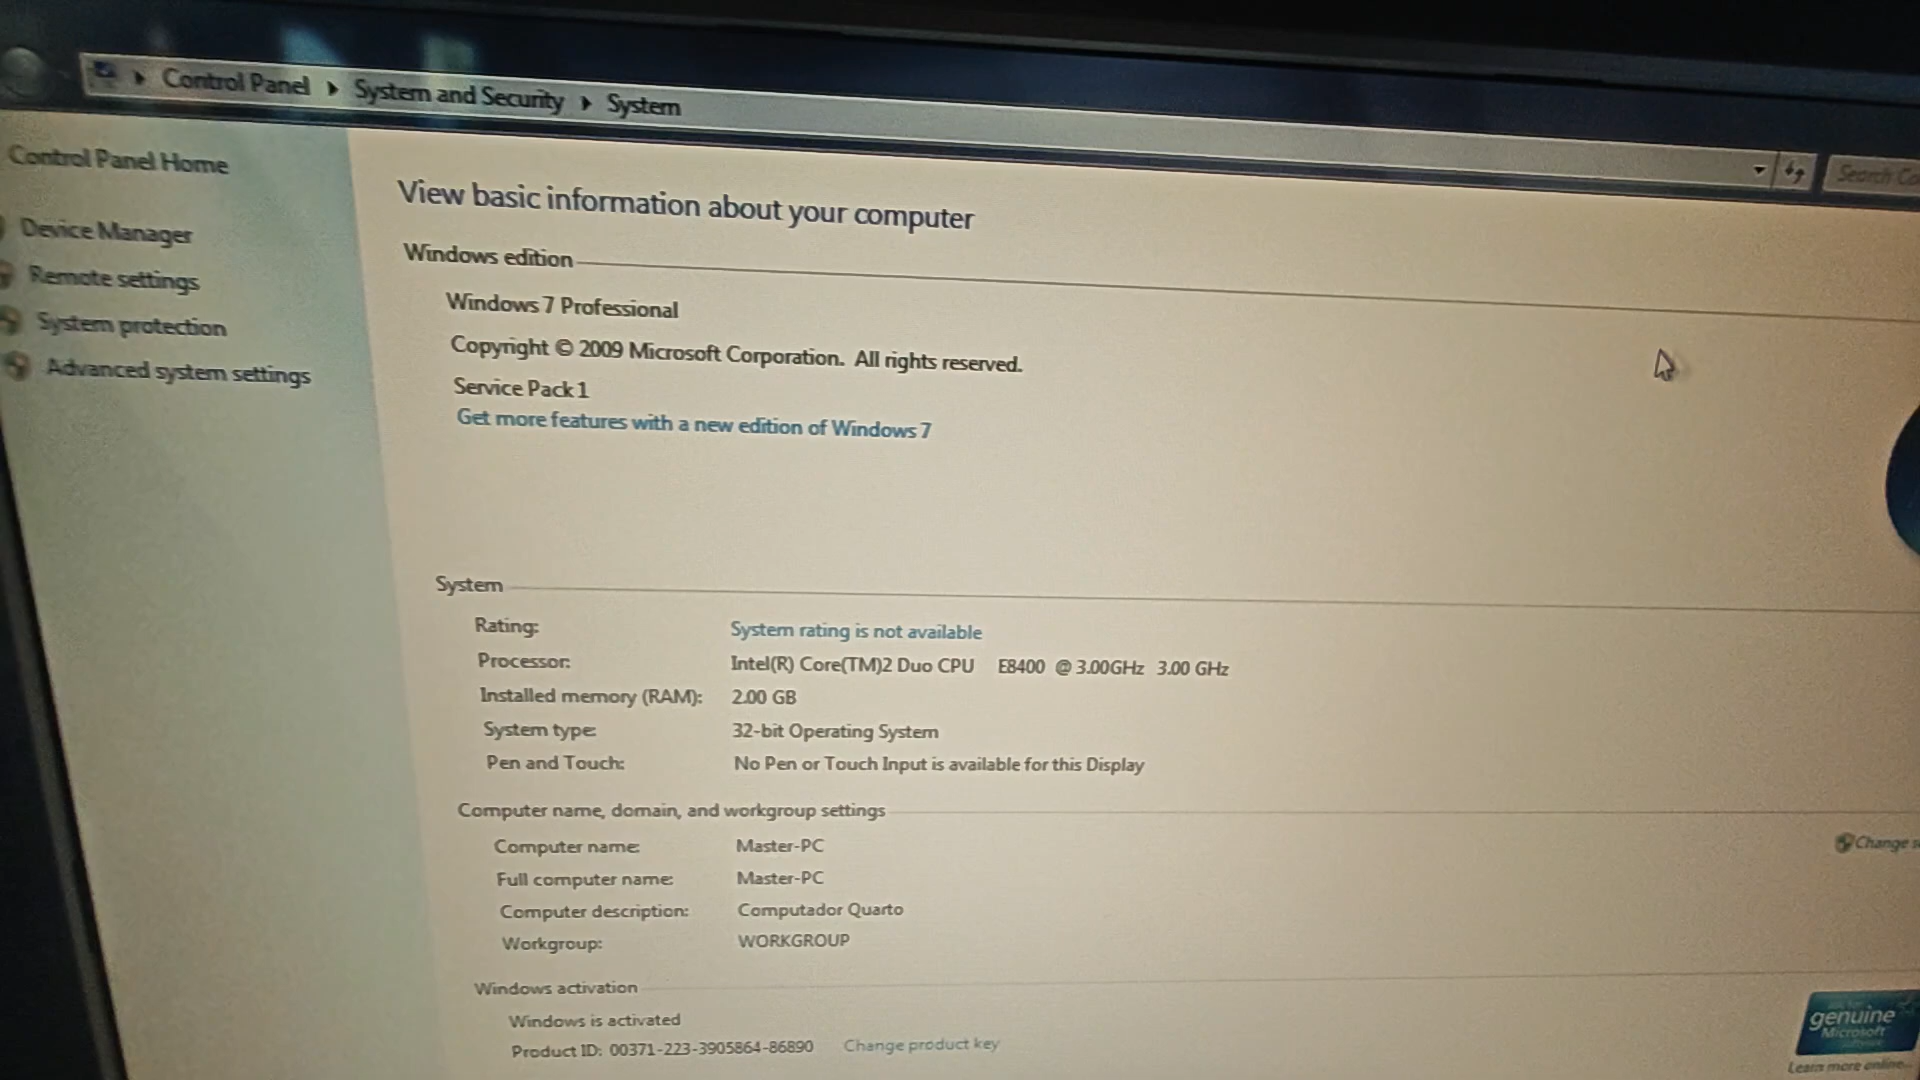 Control Panel System and Security System
Search Co
Control Panel Home
Device Manager
Remote settings
System protection
Advanced system settings
View basic information about your computer
Windows edition
Windows 7 Professional
Copyright © 2009 Microsoft Corporation. All rights reserved.
Service Pack 1
Get more features with a new edition of Windows 7
System
Rating: System rating is not available
Processor: Intel(R) Core(TM)2 Duo CPU E8400 @ 3.00GHz 3.00 GHz
Installed memory (RAM): 2.00 GB
System type: 32-bit Operating System
Pen and Touch: No Pen or Touch Input is available for this Display
Computer name, domain, and workgroup settings
Computer name: Master-PC
Change s
Full computer name: Master-PC
Computer description: Computador Quarto
Workgroup: WORKGROUP
Windows activation
Windows is activated
Product ID: 00371-223-3905864-86890 Change product key
genuine
Microsoft
Learn more online...